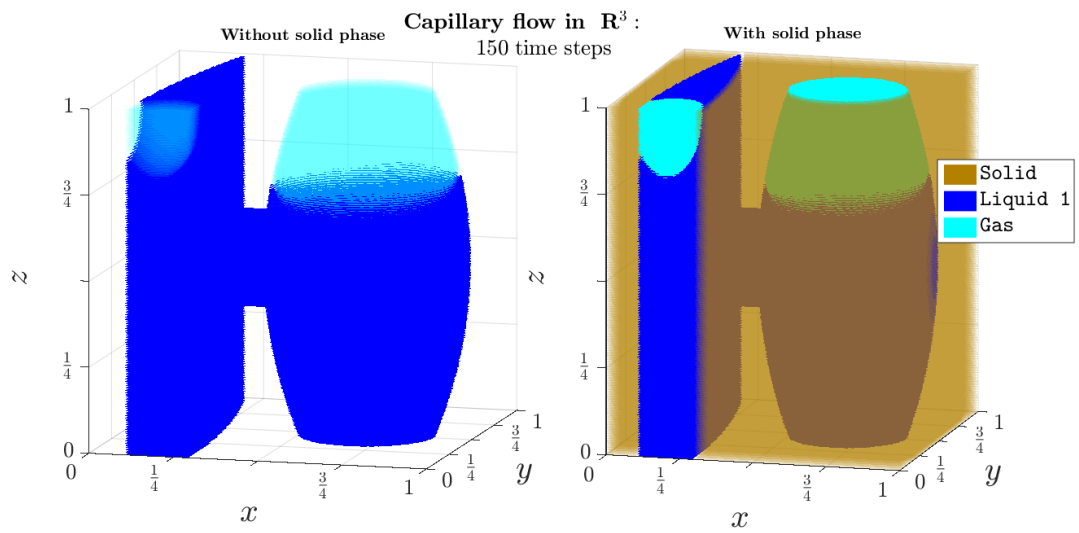 Capillary flow in R³ :
150 time steps
Without solid phase
1
3/4
1/4
0
z
0
1/4
3/4
1
x
0
1/4
3/4
1
y
With solid phase
1
3/4
1/4
0
z
0
1/4
3/4
1
x
0
1/4
3/4
1
y
Solid
Liquid 1
Gas